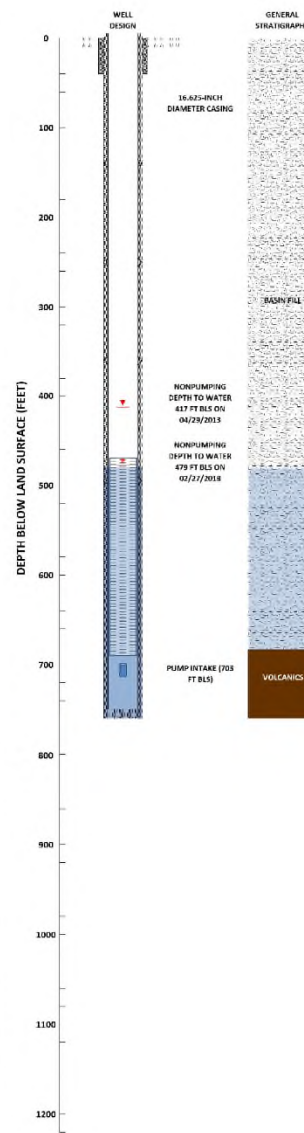 WELL
DESIGN
GENERAL
STRATIGRAPH
0
16.625-INCH
DIAMETER CASING
100
200
300
BASIN FILL
400
NONPUMPING
DEPTH TO WATER
417 FT BLS ON
04/29/2013
NONPUMPING
DEPTH TO WATER
479 FT BLS ON
02/27/2018
500
600
700
PUMP INTAKE (703
FT BLS)
VOLCANICS
800
900
1000
1100
1200
DEPTH BELOW LAND SURFACE (FEET)